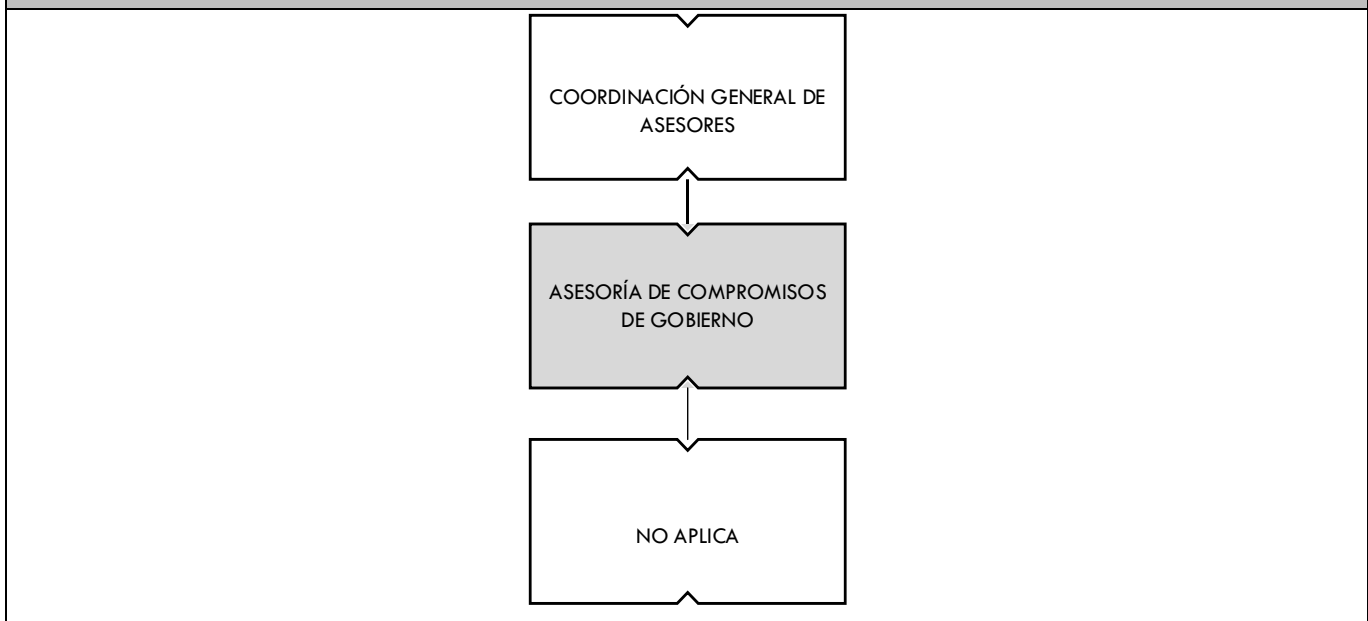 COORDINACIÓN GENERAL DE
ASESORES
ASESORÍA DE COMPROMISOS
DE GOBIERNO
NO APLICA